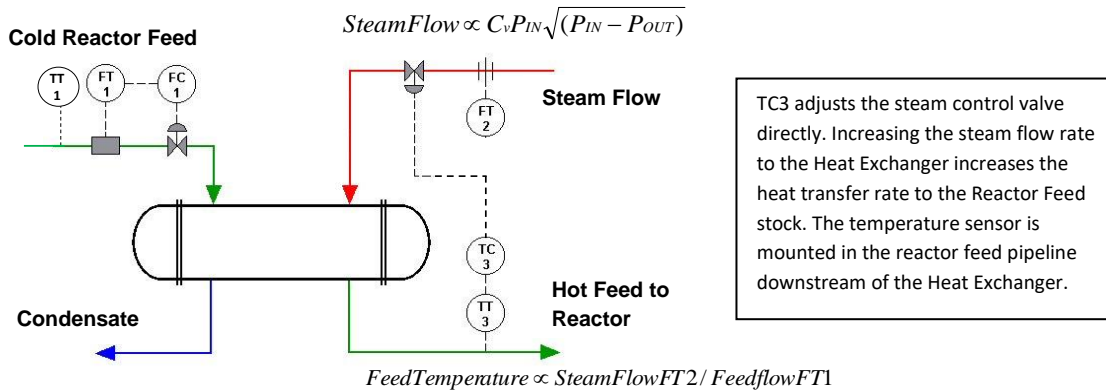 SteamFlow ∝ CvPIN√(PIN − POUT)
Cold Reactor Feed
TT
1
FT
1
FC
1
Steam Flow
FT
2
TC3 adjusts the steam control valve
directly. Increasing the steam flow rate
to the Heat Exchanger increases the
heat transfer rate to the Reactor Feed
stock. The temperature sensor is
mounted in the reactor feed pipeline
downstream of the Heat Exchanger.
TC
3
TT
3
Hot Feed to
Reactor
Condensate
FeedTemperature ∝ SteamFlowFT2/ FeedflowFT1